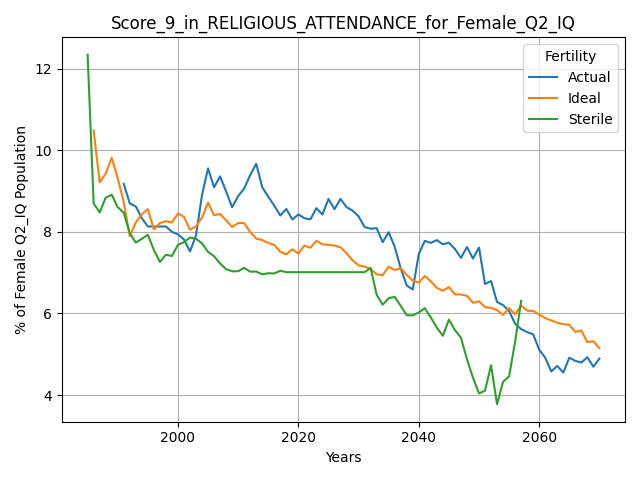 Score_9_in_RELIGIOUS_ATTENDANCE_for_Female_Q2_IQ
Fertility
Actual
Ideal
Sterile
% of Female Q2_IQ Population
12
10
8
6
4
2000
2020
2040
2060
Years